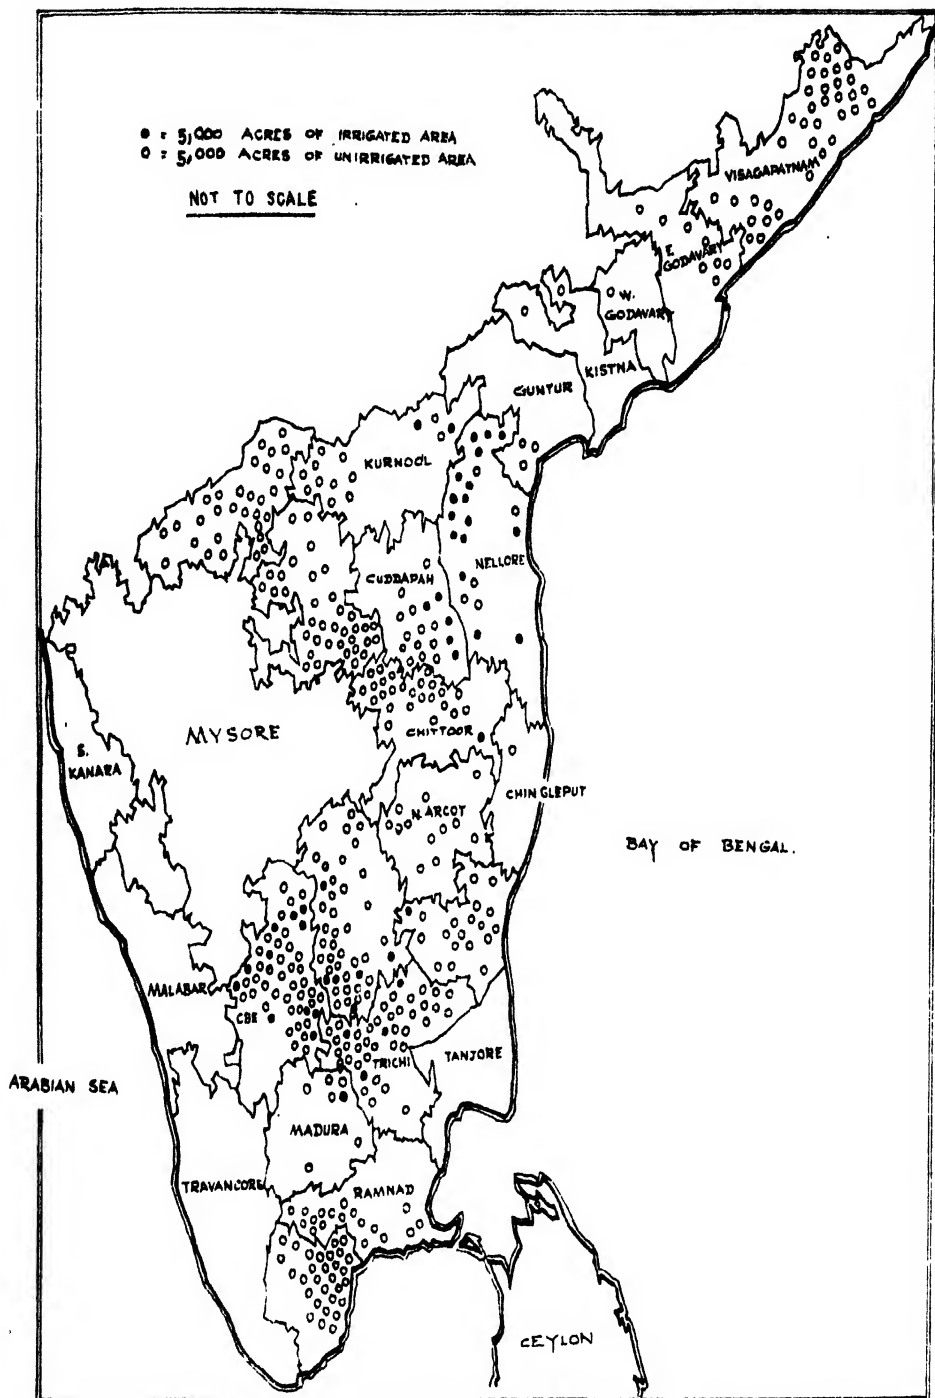 ● = 5,000 ACRES OF IRRIGATED AREA
○ = 5,000 ACRES OF UNIRRIGATED AREA
NOT TO SCALE
VISAGAPATNAM
E.
GODAVARY
W.
GODAVARY
KISTNA
GUNTUR
KURNOOL
NELLORE
CUDDAPAH
MYSORE
CHITTOOR
S.
KANARA
CHINGLEPUT
N. ARCOT
BAY OF BENGAL.
MALABAR
CBE
TRICHI
TANJORE
ARABIAN SEA
MADURA
TRAVANCORE
RAMNAD
CEYLON